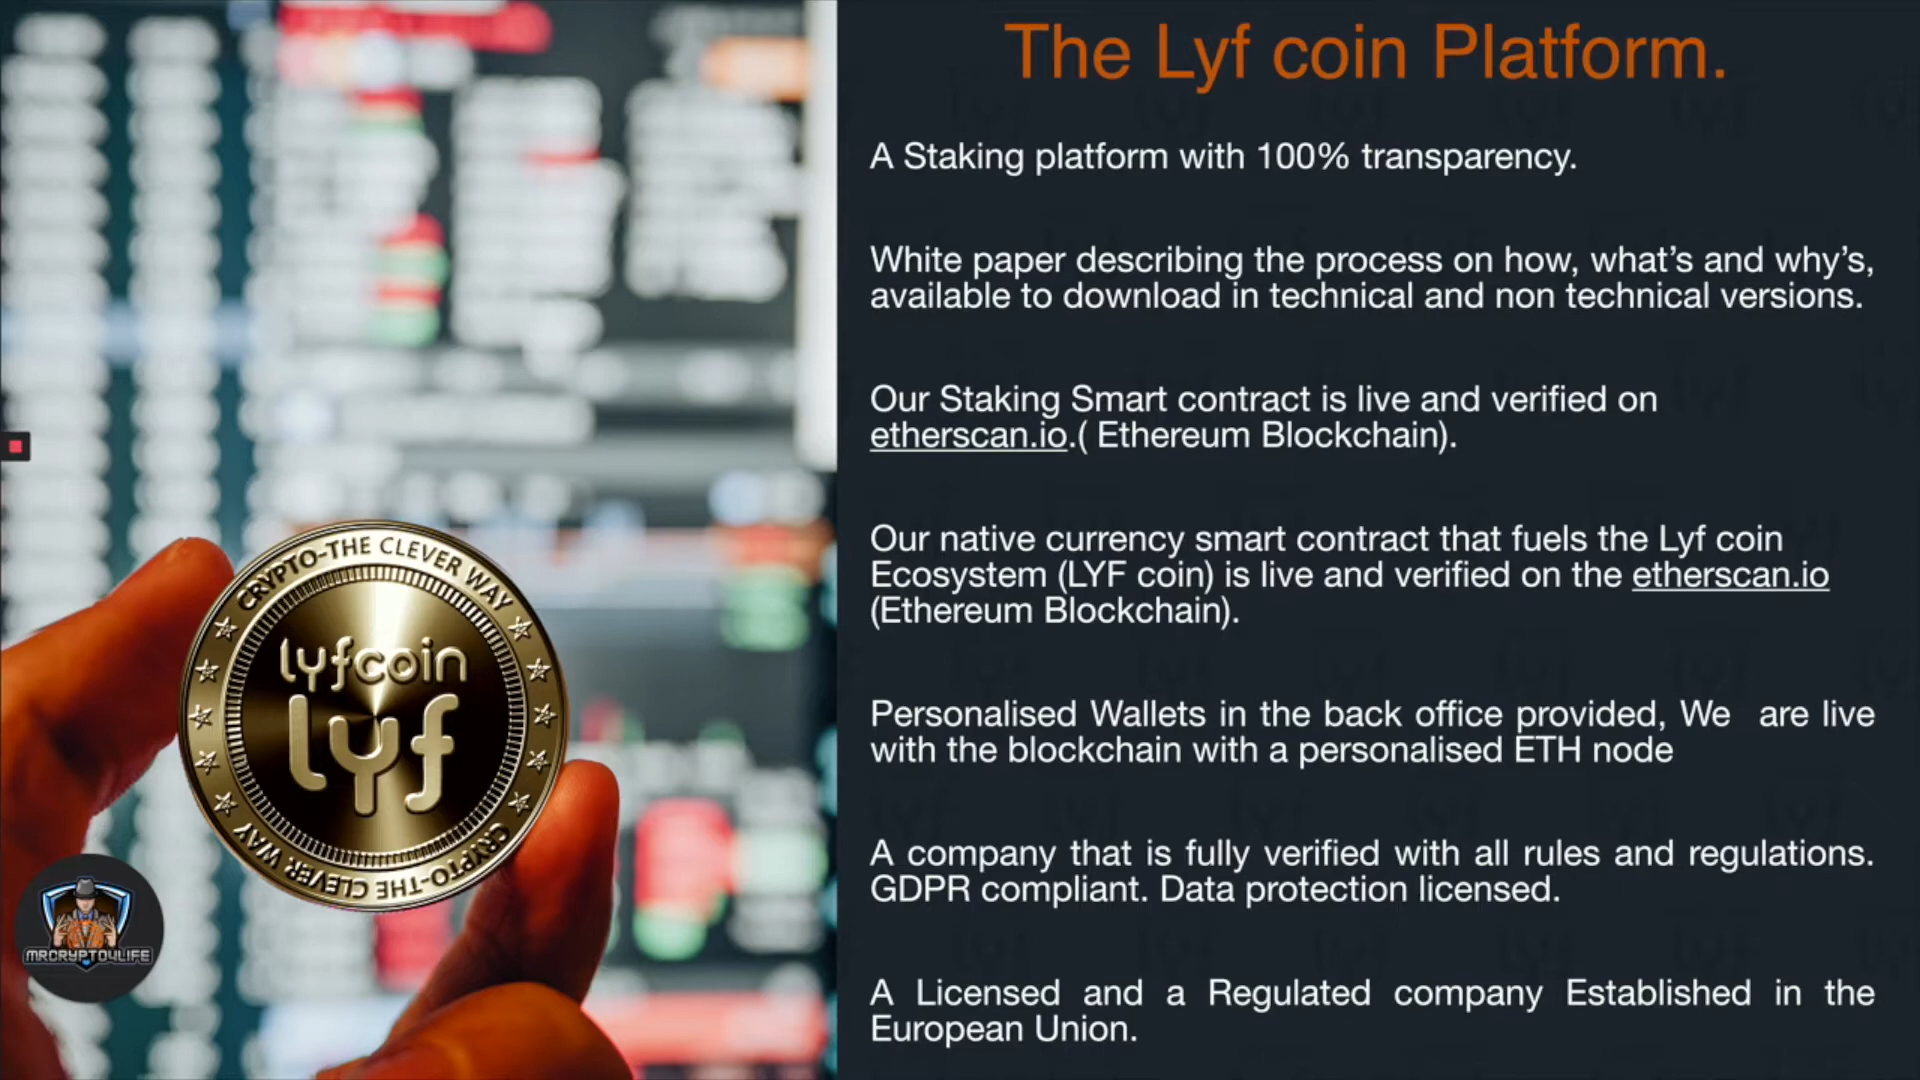 The Lyf coin Platform.
A Staking platform with 100% transparency.
White paper describing the process on how, what's and why's,
available to download in technical and non technical versions.
Our Staking Smart contract is live and verified on
etherscan.io.( Ethereum Blockchain).
Our native currency smart contract that fuels the Lyf coin
Ecosystem (LYF coin) is live and verified on the etherscan.io
(Ethereum Blockchain).
Personalised Wallets in the back office provided, We are live
with the blockchain with a personalised ETH node
A company that is fully verified with all rules and regulations.
GDPR compliant. Data protection licensed.
A Licensed and a Regulated company Established in the
European Union.
CRYPTO-THE CLEVER WAY
lyfcoin
lyf
CRYPTO-THE CLEVER WAY
MRCRYPTO4LIFE